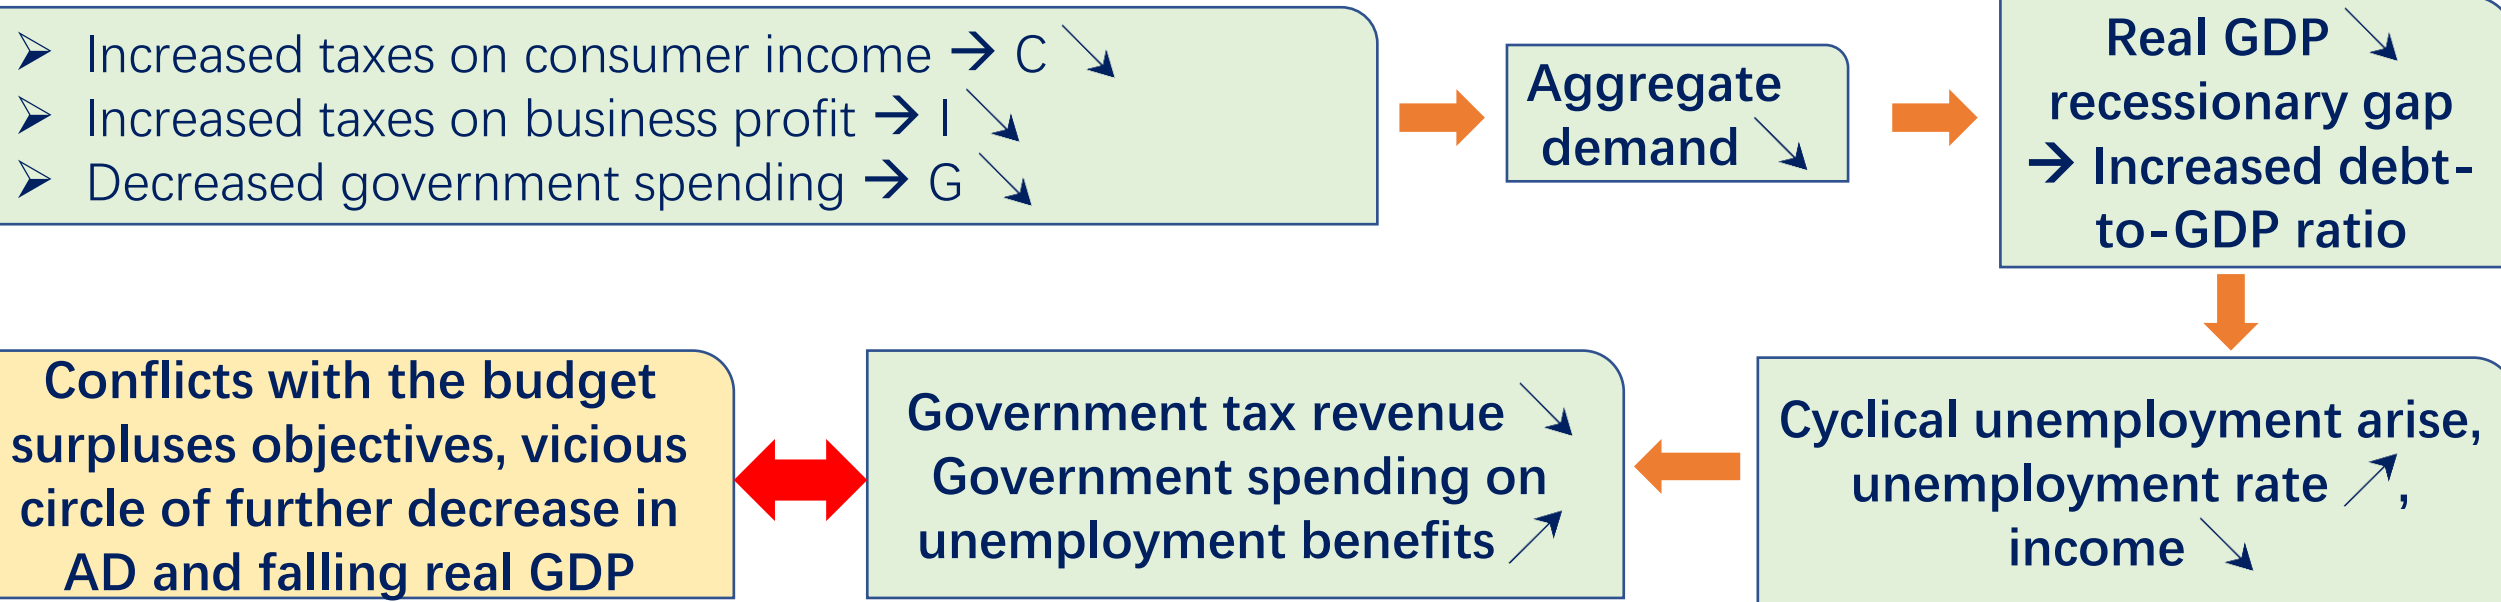 ➢ Increased taxes on consumer income → C ↘
➢ Increased taxes on business profit → I ↘
➢ Decreased government spending → G ↘
Aggregate
demand ↘
Real GDP ↘
recessionary gap
→ Increased debt-
to-GDP ratio
Cyclical unemployment arise,
unemployment rate ↗,
income ↘
Government tax revenue ↘
Government spending on
unemployment benefits ↗
Conflicts with the budget
surpluses objectives, vicious
circle of further decrease in
AD and falling real GDP